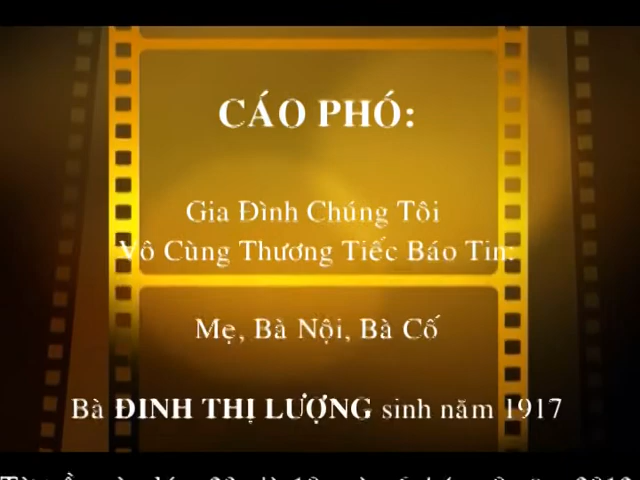 CÁO PHÓ:
Gia Đình Chúng Tôi
Vô Cùng Thương Tiếc Báo Tin:
Mẹ, Bà Nội, Bà Cố
Bà ĐINH THỊ LƯỢNG sinh năm 1917